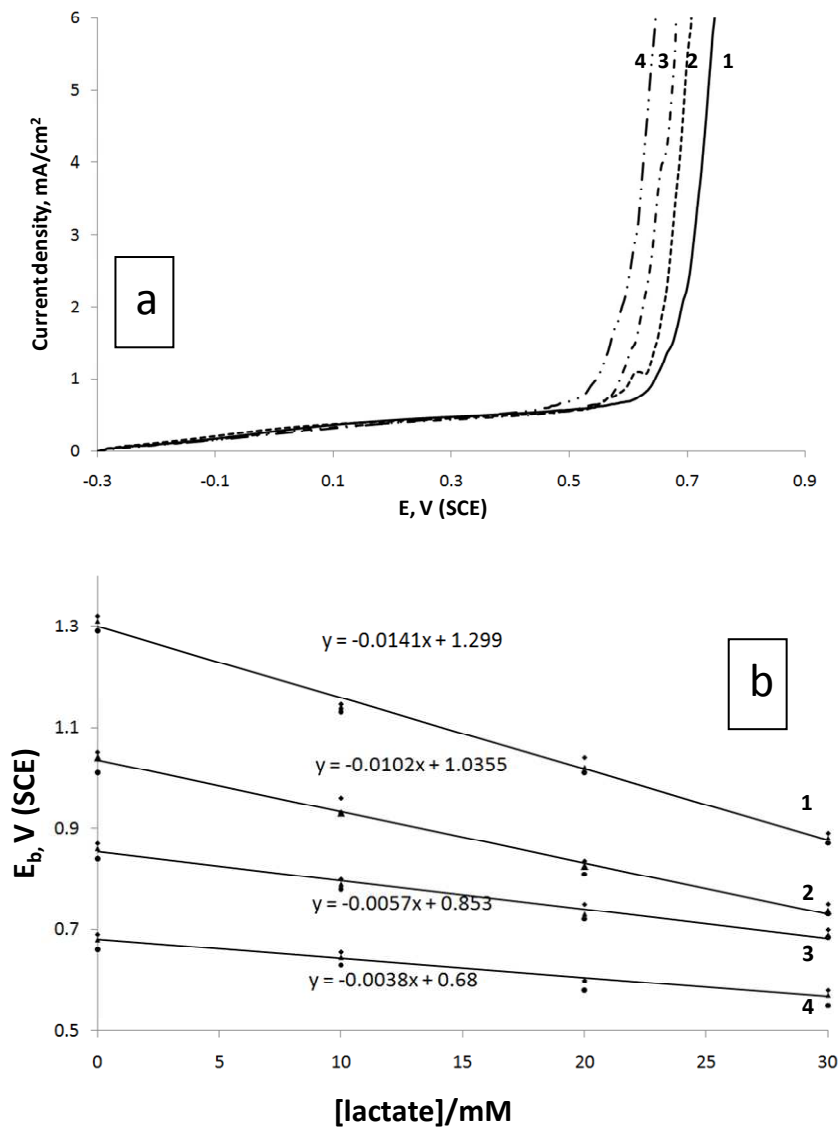 6
5
4
3
2
1
0
Current density, mA/cm²
a
4 3 2 1
-0.3 -0.1 0.1 0.3 0.5 0.7 0.9
E, V (SCE)
1.3
1.1
0.9
0.7
0.5
E_b, V (SCE)
b
y = -0.0141x + 1.299
y = -0.0102x + 1.0355
y = -0.0057x + 0.853
y = -0.0038x + 0.68
1
2
3
4
0 5 10 15 20 25 30
[lactate]/mM